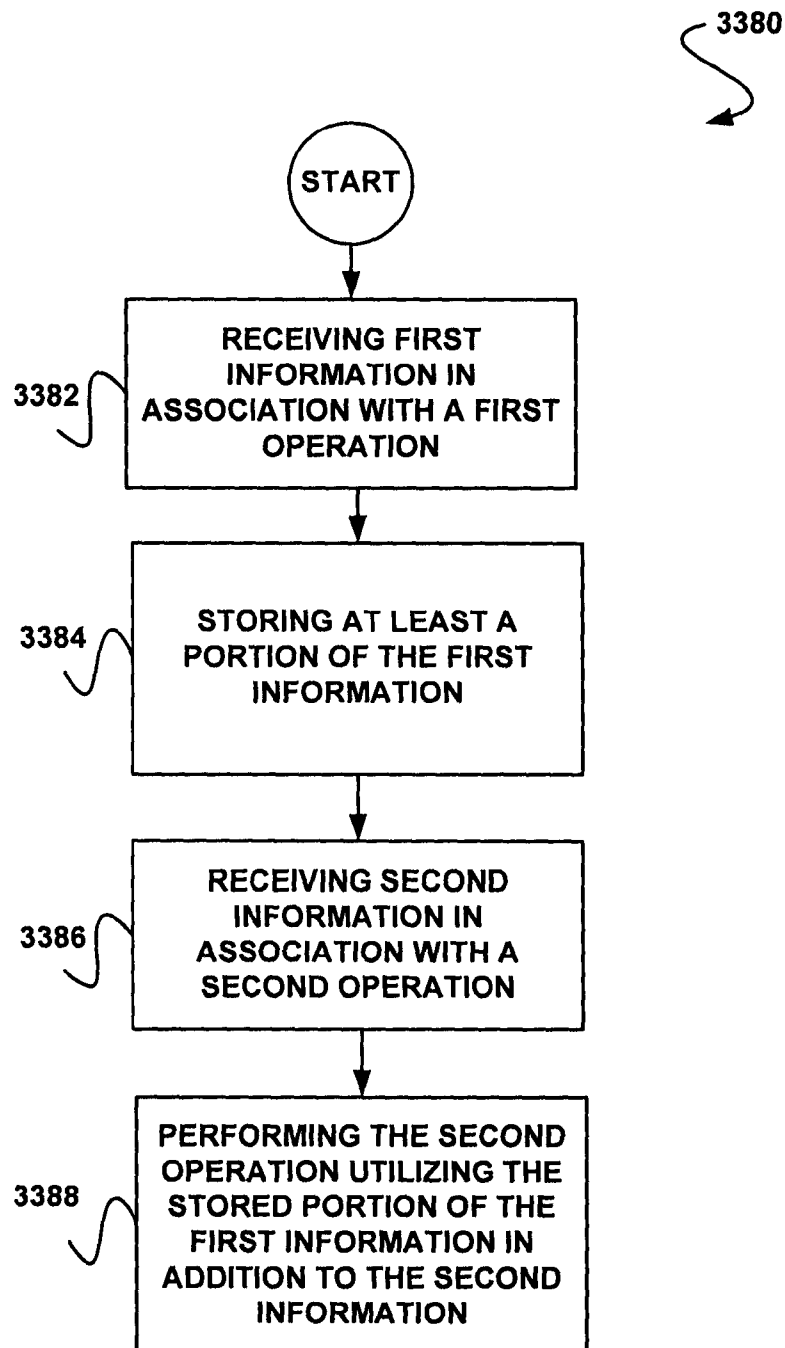 3380
START
RECEIVING FIRST
INFORMATION IN
ASSOCIATION WITH A FIRST
OPERATION
3382
STORING AT LEAST A
PORTION OF THE FIRST
INFORMATION
3384
RECEIVING SECOND
INFORMATION IN
ASSOCIATION WITH A
SECOND OPERATION
3386
PERFORMING THE SECOND
OPERATION UTILIZING THE
STORED PORTION OF THE
FIRST INFORMATION IN
ADDITION TO THE SECOND
INFORMATION
3388